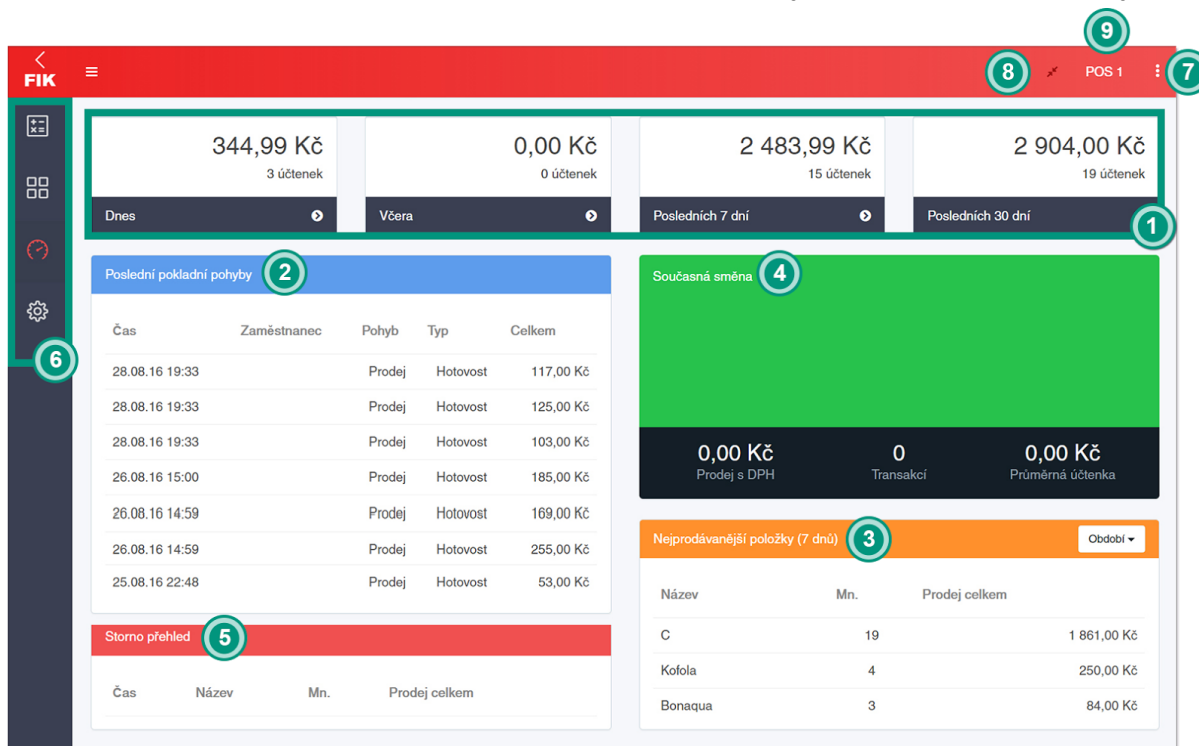 9
FIK
8
POS 1
7
344,99 Kč
3 účtenek
Dnes
0,00 Kč
0 účtenek
Včera
2 483,99 Kč
15 účtenek
Posledních 7 dní
2 904,00 Kč
19 účtenek
Posledních 30 dní
1
6
Poslední pokladní pohyby 2
Čas Zaměstnanec Pohyb Typ Celkem
28.08.16 19:33 Prodej Hotovost 117,00 Kč
28.08.16 19:33 Prodej Hotovost 125,00 Kč
28.08.16 19:33 Prodej Hotovost 103,00 Kč
26.08.16 15:00 Prodej Hotovost 185,00 Kč
26.08.16 14:59 Prodej Hotovost 169,00 Kč
26.08.16 14:59 Prodej Hotovost 255,00 Kč
25.08.16 22:48 Prodej Hotovost 53,00 Kč
Storno přehled 5
Čas Název Mn. Prodej celkem
Současná směna 4
0,00 Kč 0 0,00 Kč
Prodej s DPH Transakcí Průměrná účtenka
Nejprodávanější položky (7 dnů) 3 Období
Název Mn. Prodej celkem
C 19 1 861,00 Kč
Kofola 4 250,00 Kč
Bonaqua 3 84,00 Kč